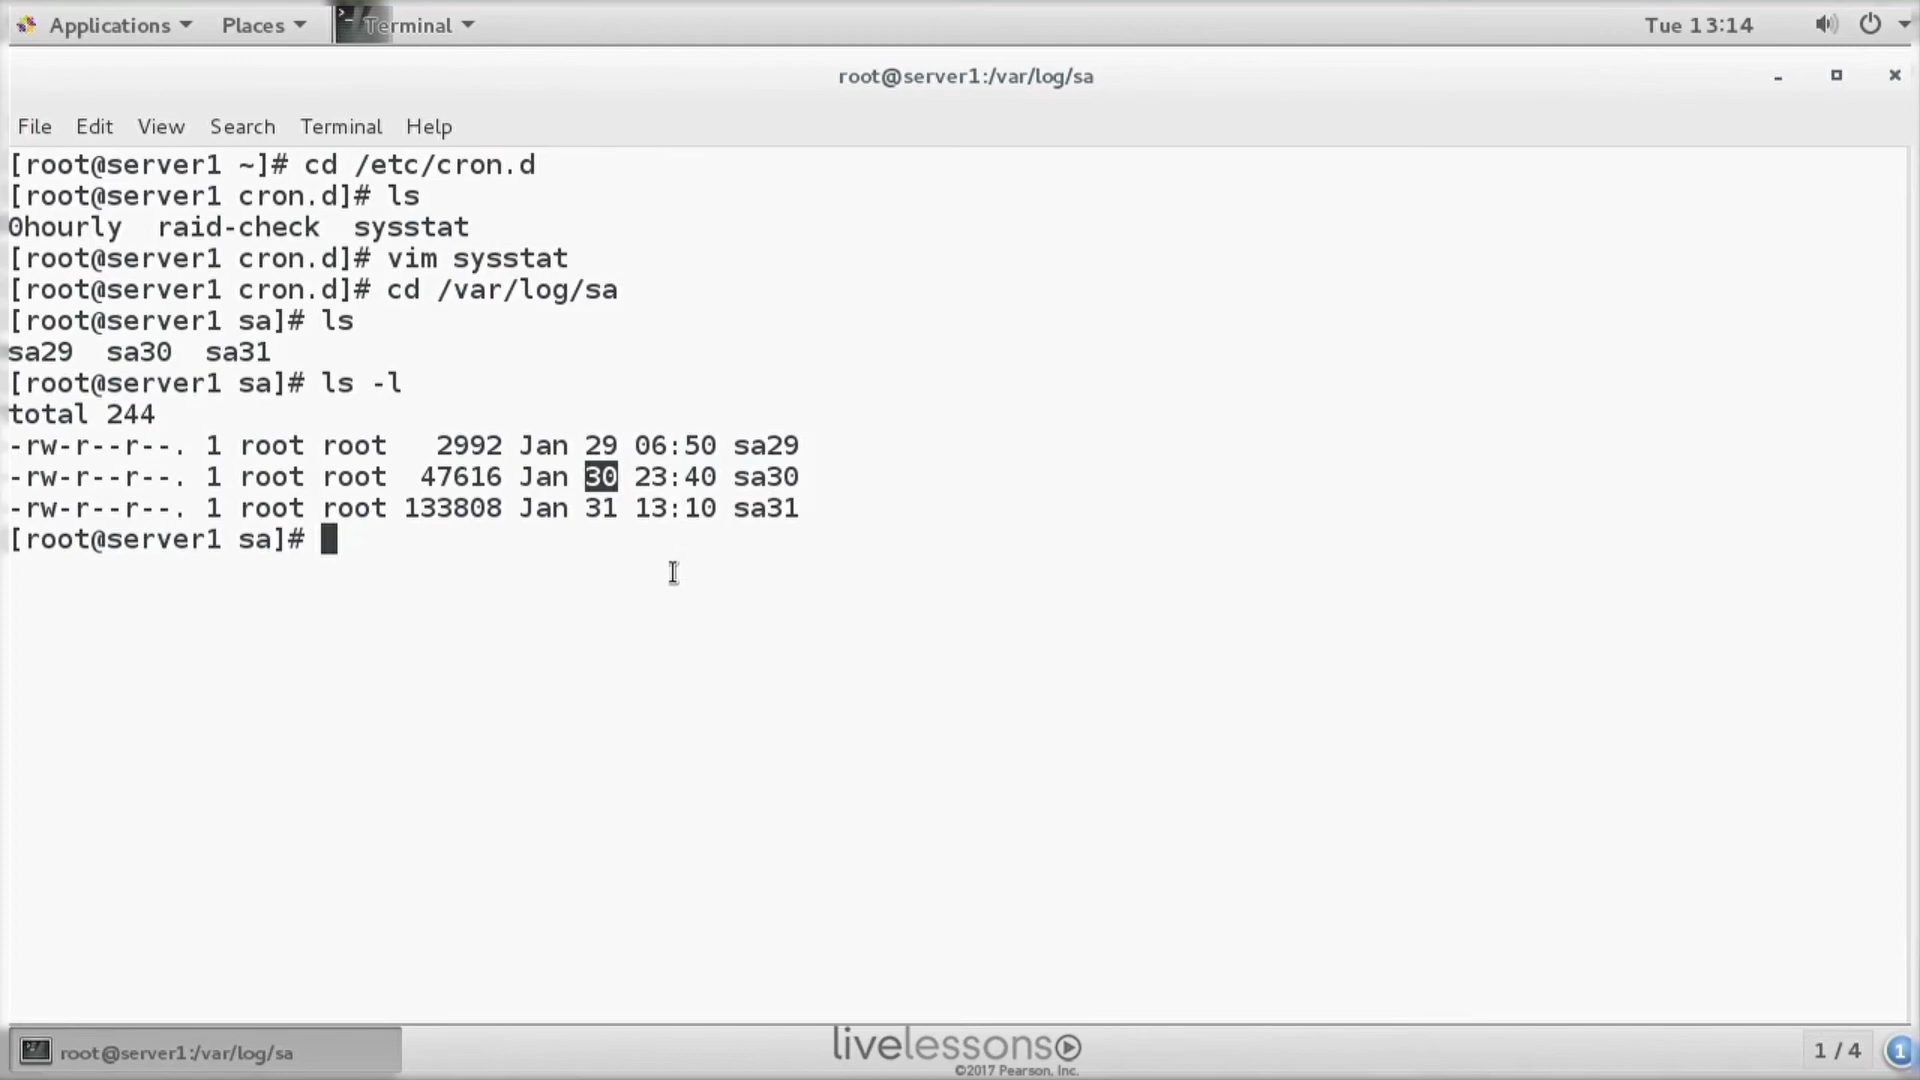 Applications Places Terminal Tue 13:14
root@server1:/var/log/sa
File Edit View Search Terminal Help
[root@server1 ~]# cd /etc/cron.d
[root@server1 cron.d]# ls
0hourly  raid-check  sysstat
[root@server1 cron.d]# vim sysstat
[root@server1 cron.d]# cd /var/log/sa
[root@server1 sa]# ls
sa29  sa30  sa31
[root@server1 sa]# ls -l
total 244
-rw-r--r--. 1 root root   2992 Jan 29 06:50 sa29
-rw-r--r--. 1 root root  47616 Jan 30 23:40 sa30
-rw-r--r--. 1 root root 133808 Jan 31 13:10 sa31
[root@server1 sa]#
root@server1:/var/log/sa livelessons 1 / 4 1
©2017 Pearson, Inc.